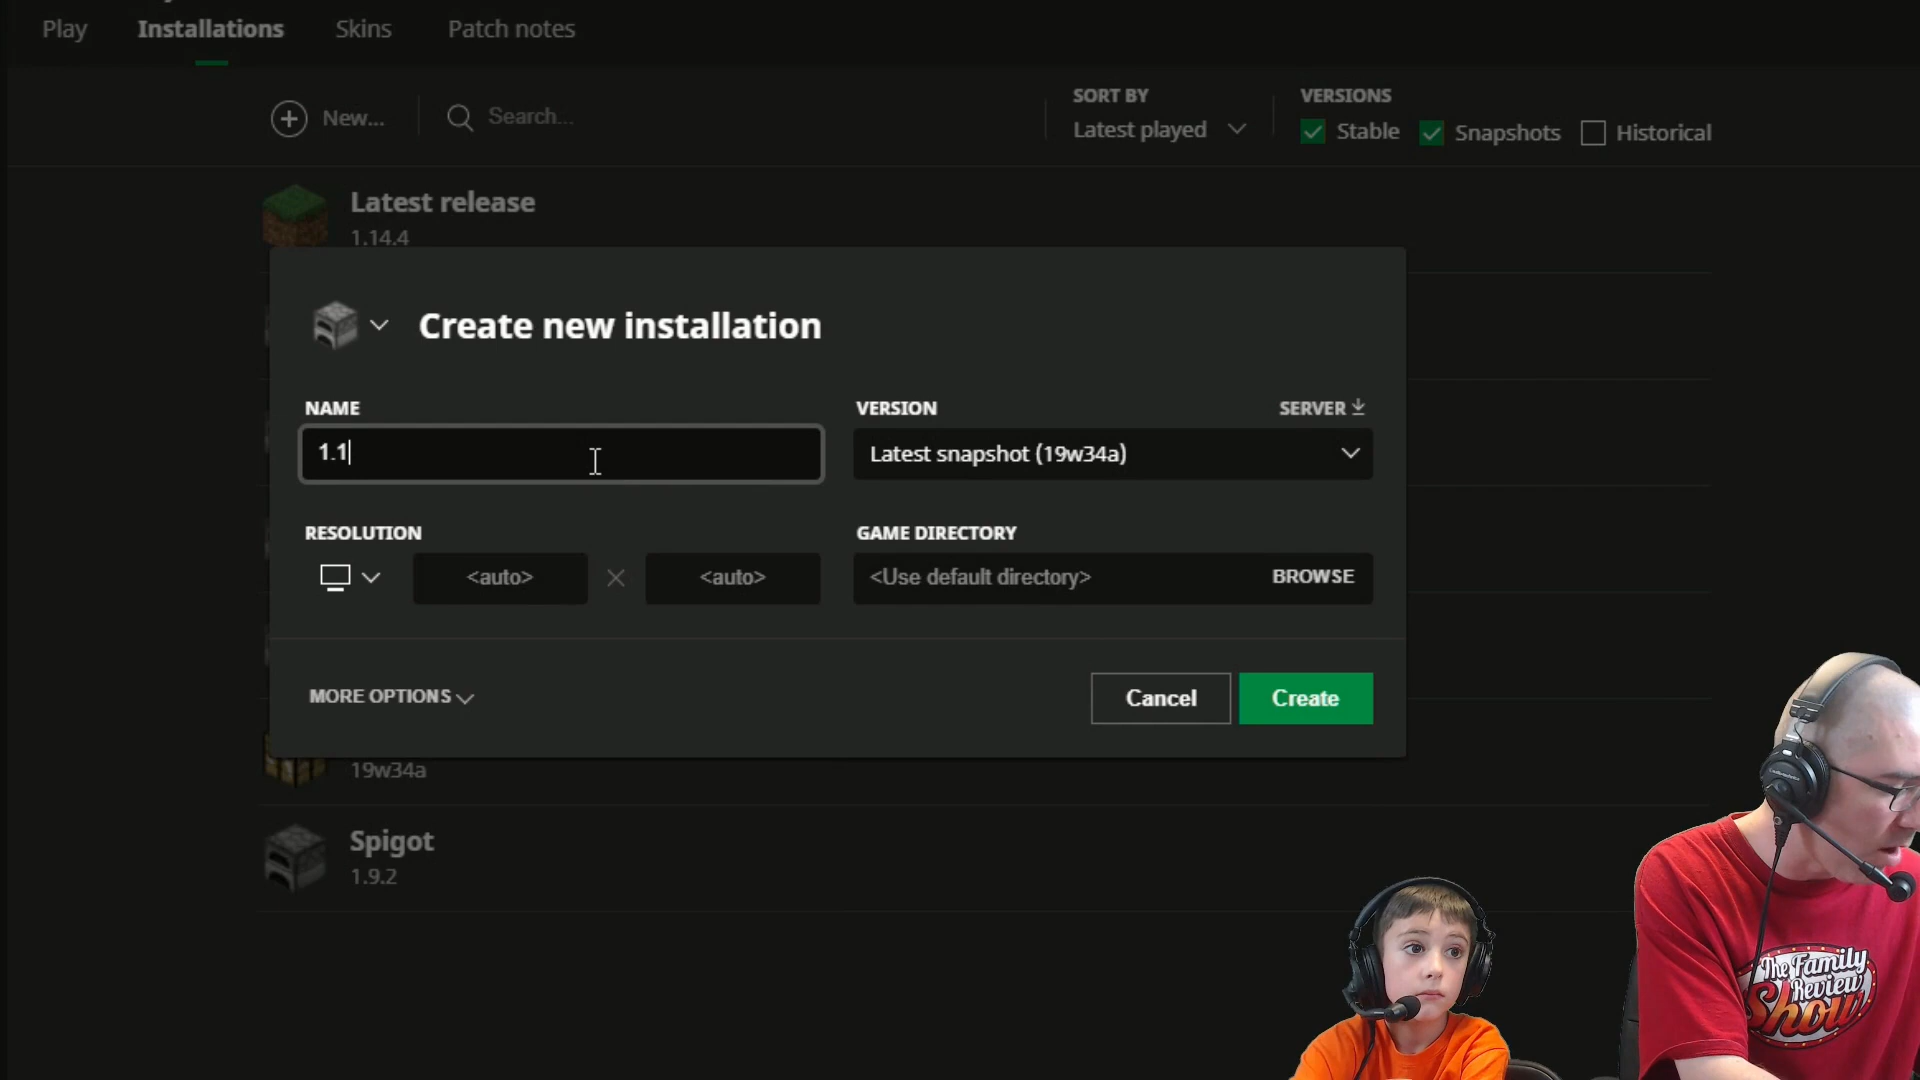 Play Installations Skins Patch notes
New... Search...
SORT BY
Latest played
VERSIONS
Stable Snapshots Historical
Latest release
1.14.4
Create new installation
NAME
1.1
VERSION SERVER
Latest snapshot (19w34a)
RESOLUTION
<auto> <auto>
GAME DIRECTORY
<Use default directory> BROWSE
MORE OPTIONS
Cancel Create
19w34a
Spigot
1.9.2
The Family
Review
Show